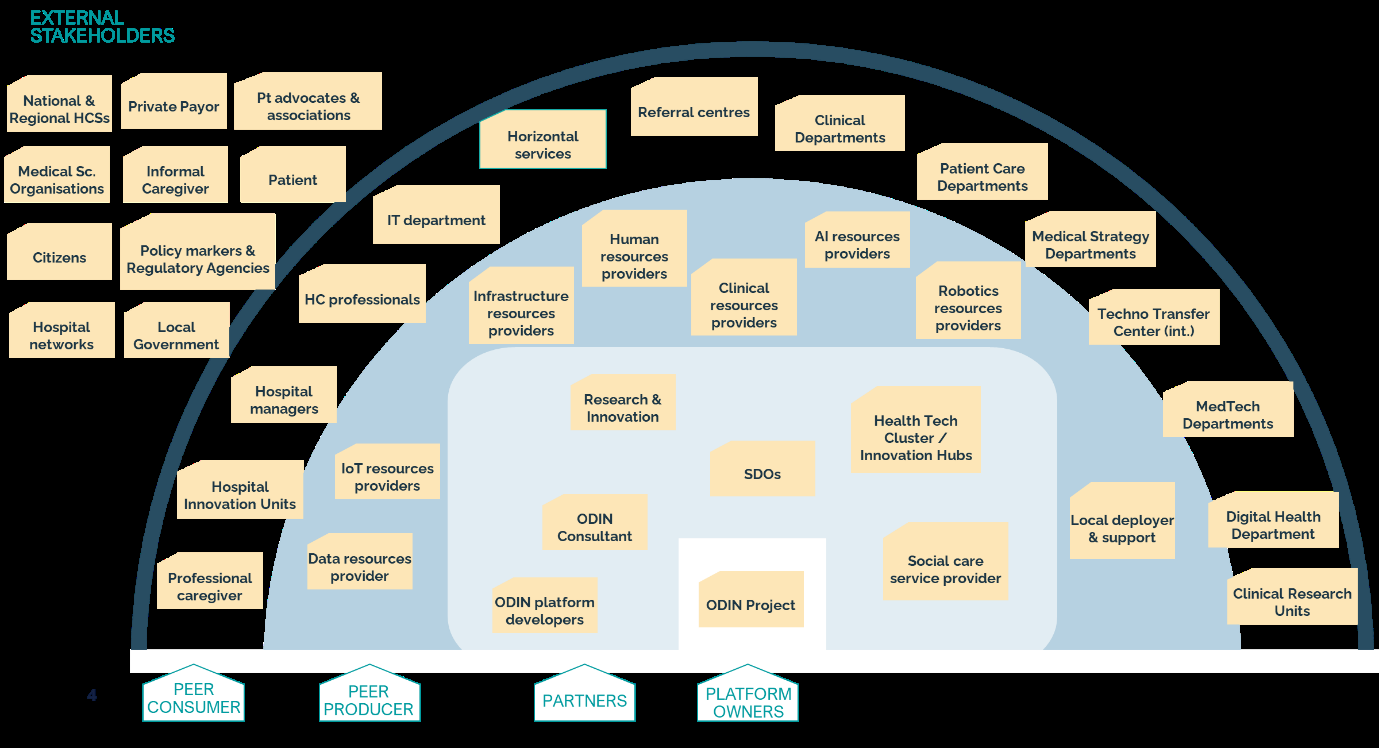 EXTERNAL
STAKEHOLDERS
National &
Regional HCSs
Private Payor
Pt advocates &
associations
Medical Sc.
Organisations
Informal
Caregiver
Patient
Citizens
Policy markers &
Regulatory Agencies
Hospital
networks
Local
Government
Horizontal
services
Referral centres
Clinical
Departments
Patient Care
Departments
IT department
Medical Strategy
Departments
HC professionals
Techno Transfer
Center (int.)
Hospital
managers
MedTech
Departments
Hospital
Innovation Units
Digital Health
Department
Professional
caregiver
Clinical Research
Units
Human
resources
providers
AI resources
providers
Infrastructure
resources
providers
Clinical
resources
providers
Robotics
resources
providers
IoT resources
providers
Data resources
provider
Local deployer
& support
Research &
Innovation
Health Tech
Cluster /
Innovation Hubs
SDOs
ODIN
Consultant
Social care
service provider
ODIN platform
developers
ODIN Project
4
PEER
CONSUMER
PEER
PRODUCER
PARTNERS
PLATFORM
OWNERS